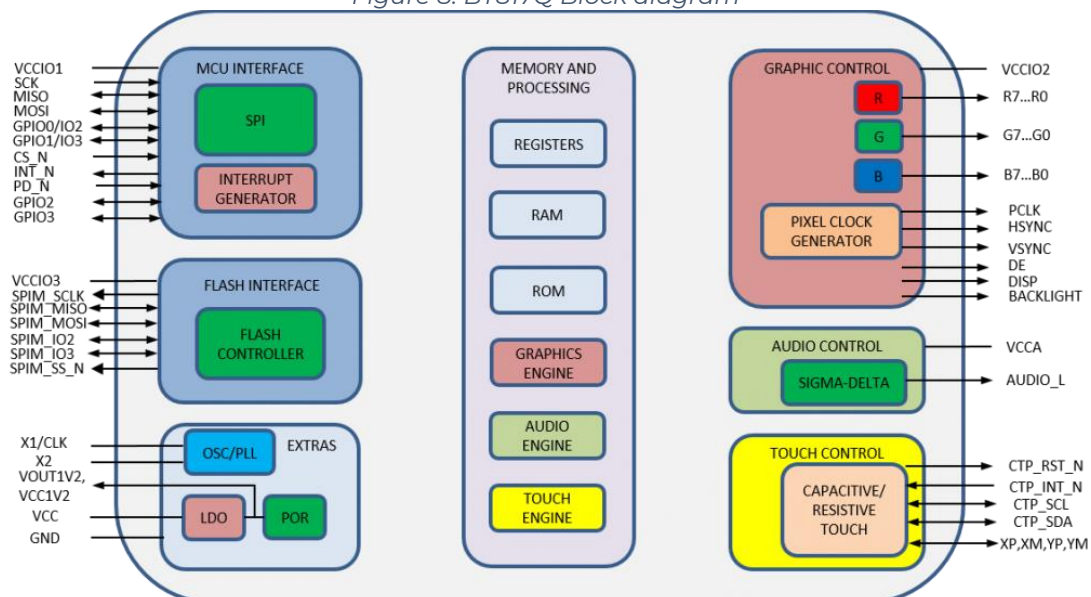 VCCIO1
SCK
MISO
MOSI
GPIO0/IO2
GPIO1/IO3
CS_N
INT_N
PD_N
GPIO2
GPIO3
MCU INTERFACE
SPI
INTERRUPT
GENERATOR
VCCIO3
SPIM_SCLK
SPIM_MISO
SPIM_MOSI
SPIM_IO2
SPIM_IO3
SPIM_SS_N
FLASH INTERFACE
FLASH
CONTROLLER
X1/CLK
X2
VOUT1V2,
VCC1V2
VCC
GND
OSC/PLL
EXTRAS
LDO
POR
MEMORY AND
PROCESSING
REGISTERS
RAM
ROM
GRAPHICS
ENGINE
AUDIO
ENGINE
TOUCH
ENGINE
GRAPHIC CONTROL
R
G
B
PIXEL CLOCK
GENERATOR
VCCIO2
R7...R0
G7...G0
B7...B0
PCLK
HSYNC
VSYNC
DE
DISP
BACKLIGHT
AUDIO CONTROL
SIGMA-DELTA
VCCA
AUDIO_L
TOUCH CONTROL
CAPACITIVE/
RESISTIVE
TOUCH
CTP_RST_N
CTP_INT_N
CTP_SCL
CTP_SDA
XP,XM,YP,YM